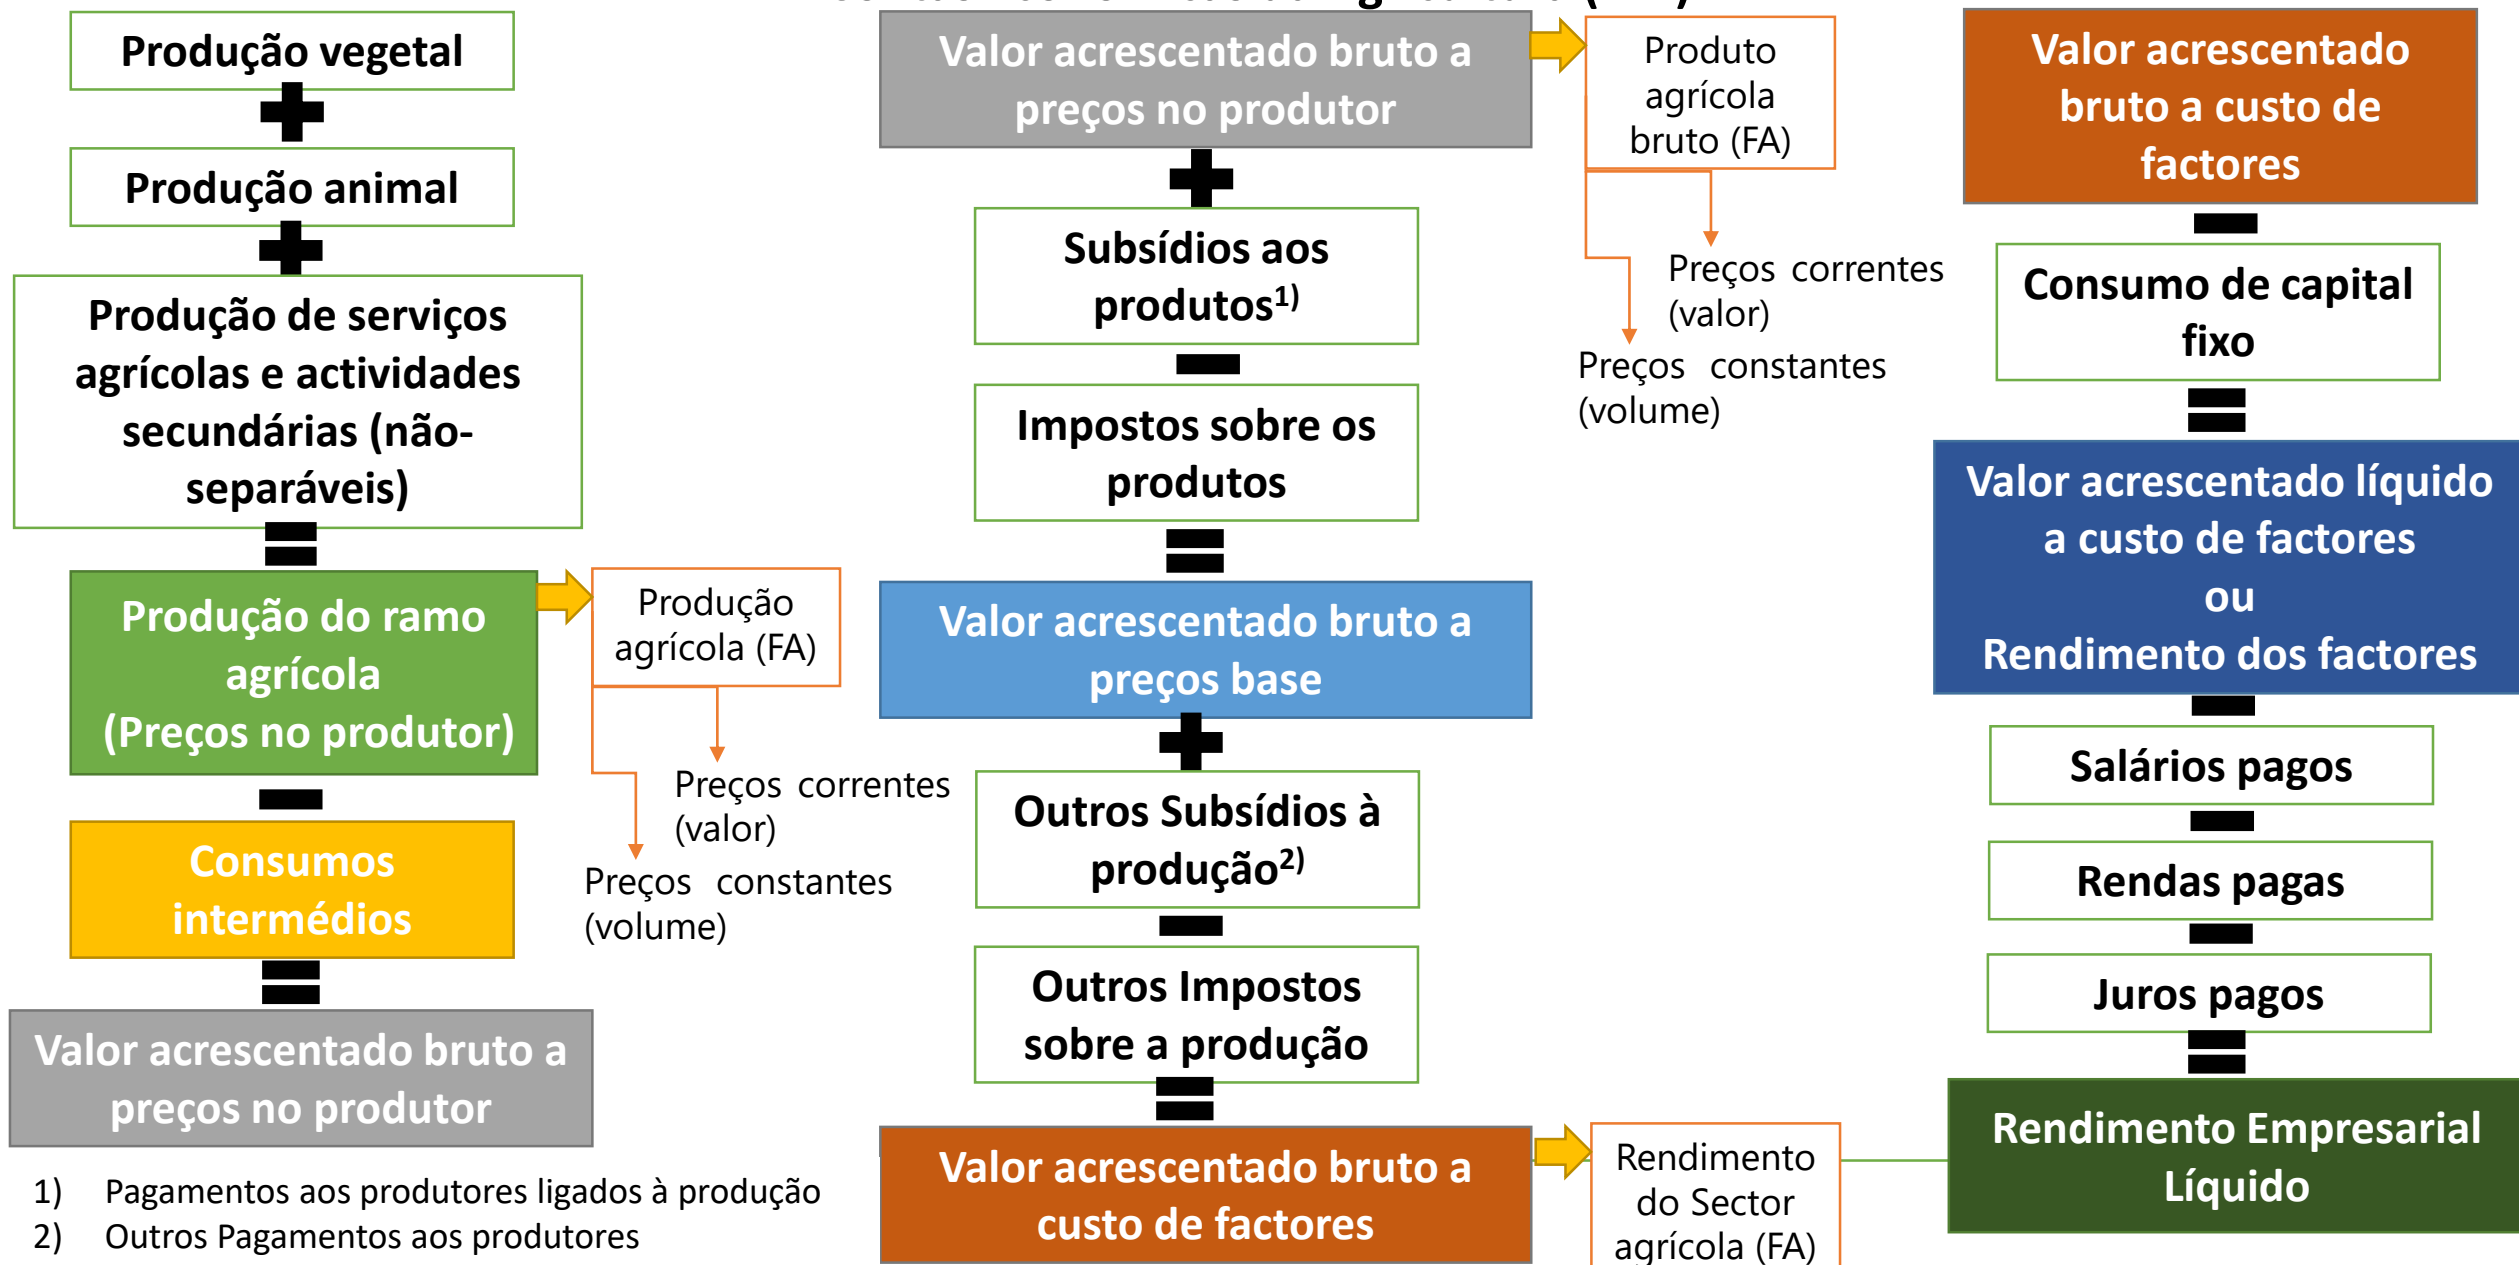 Produção vegetal
Produção animal
Produção de serviços
agrícolas e actividades
secundárias (não-
separáveis)
Produção do ramo
agrícola
(Preços no produtor)
Produção
agrícola (FA)
Preços correntes
(valor)
Preços constantes
(volume)
Consumos
intermédios
Valor acrescentado bruto a
preços no produtor
1) Pagamentos aos produtores ligados à produção
2) Outros Pagamentos aos produtores
Valor acrescentado bruto a
preços no produtor
Produto
agrícola
bruto (FA)
Preços correntes
(valor)
Preços constantes
(volume)
Subsídios aos
produtos1)
Impostos sobre os
produtos
Valor acrescentado bruto a
preços base
Outros Subsídios à
produção2)
Outros Impostos
sobre a produção
Valor acrescentado bruto a
custo de factores
Rendimento
do Sector
agrícola (FA)
Valor acrescentado
bruto a custo de
factores
Consumo de capital
fixo
Valor acrescentado líquido
a custo de factores
ou
Rendimento dos factores
Salários pagos
Rendas pagas
Juros pagos
Rendimento Empresarial
Líquido